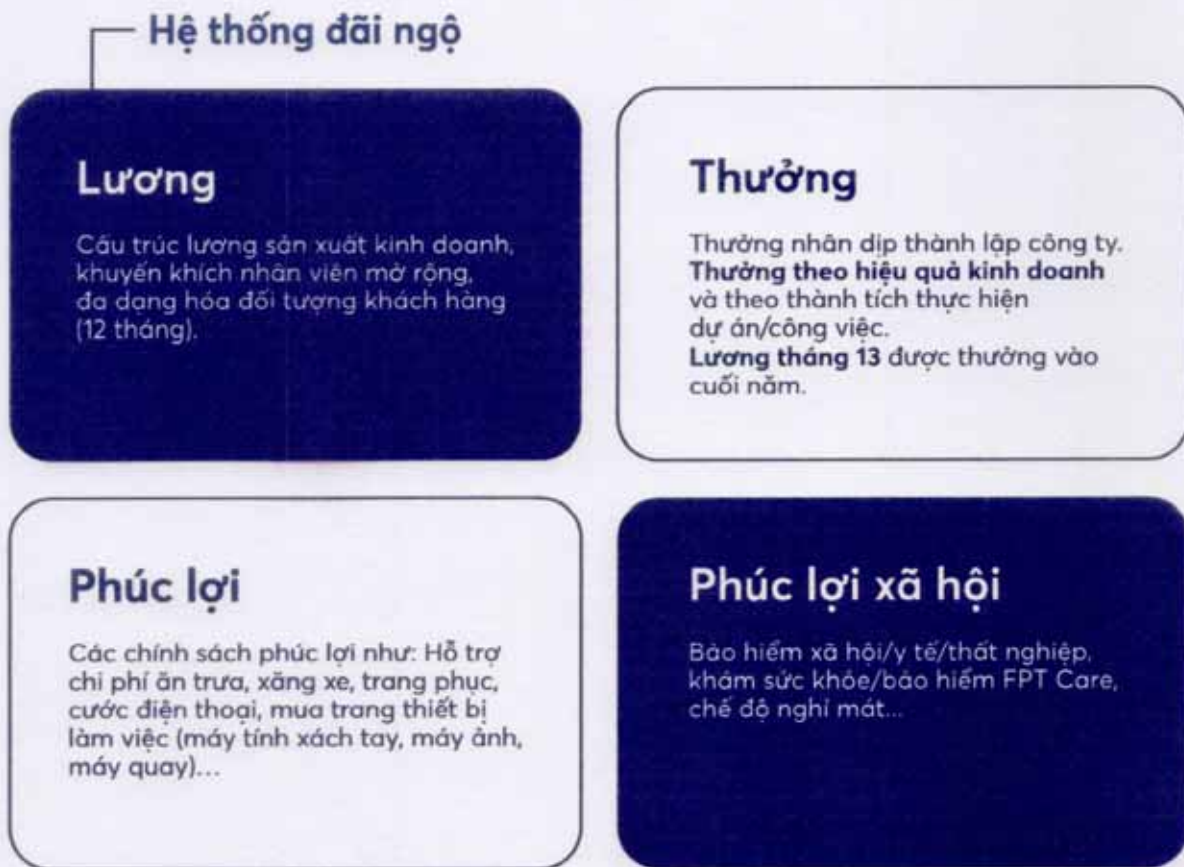 Hệ thống đãi ngộ
Lương
Cấu trúc lương sản xuất kinh doanh,
khuyến khích nhân viên mở rộng,
đa dạng hóa đối tượng khách hàng
(12 tháng).
Thưởng
Thưởng nhân dịp thành lập công ty.
Thưởng theo hiệu quả kinh doanh
và theo thành tích thực hiện
dự án/công việc.
Lương tháng 13 được thưởng vào
cuối năm.
Phúc lợi
Các chính sách phúc lợi như: Hỗ trợ
chi phí ăn trưa, xăng xe, trang phục,
cước điện thoại, mua trang thiết bị
làm việc (máy tính xách tay, máy ảnh,
máy quay)...
Phúc lợi xã hội
Bảo hiểm xã hội/y tế/thất nghiệp,
khám sức khỏe/bảo hiểm FPT Care,
chế độ nghỉ mát...